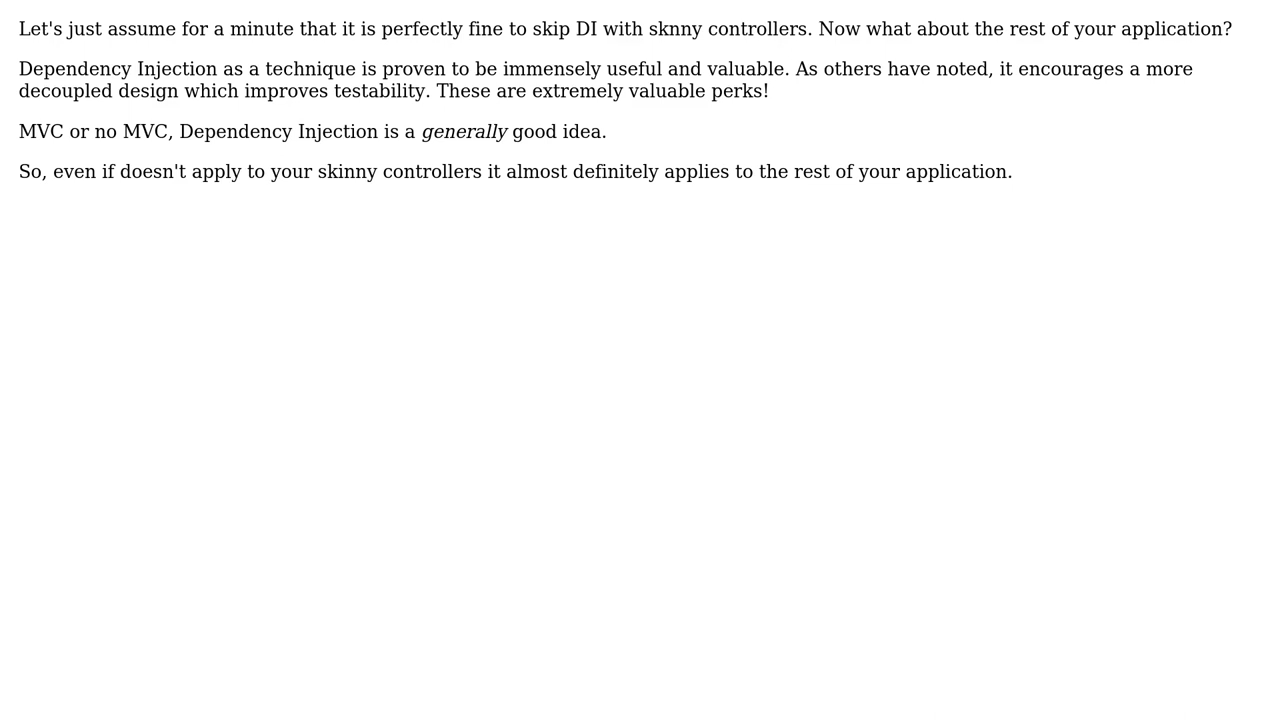 Let's just assume for a minute that it is perfectly fine to skip DI with sknny controllers. Now what about the rest of your application?
Dependency Injection as a technique is proven to be immensely useful and valuable. As others have noted, it encourages a more
decoupled design which improves testability. These are extremely valuable perks!
MVC or no MVC, Dependency Injection is a generally good idea.
So, even if doesn't apply to your skinny controllers it almost definitely applies to the rest of your application.